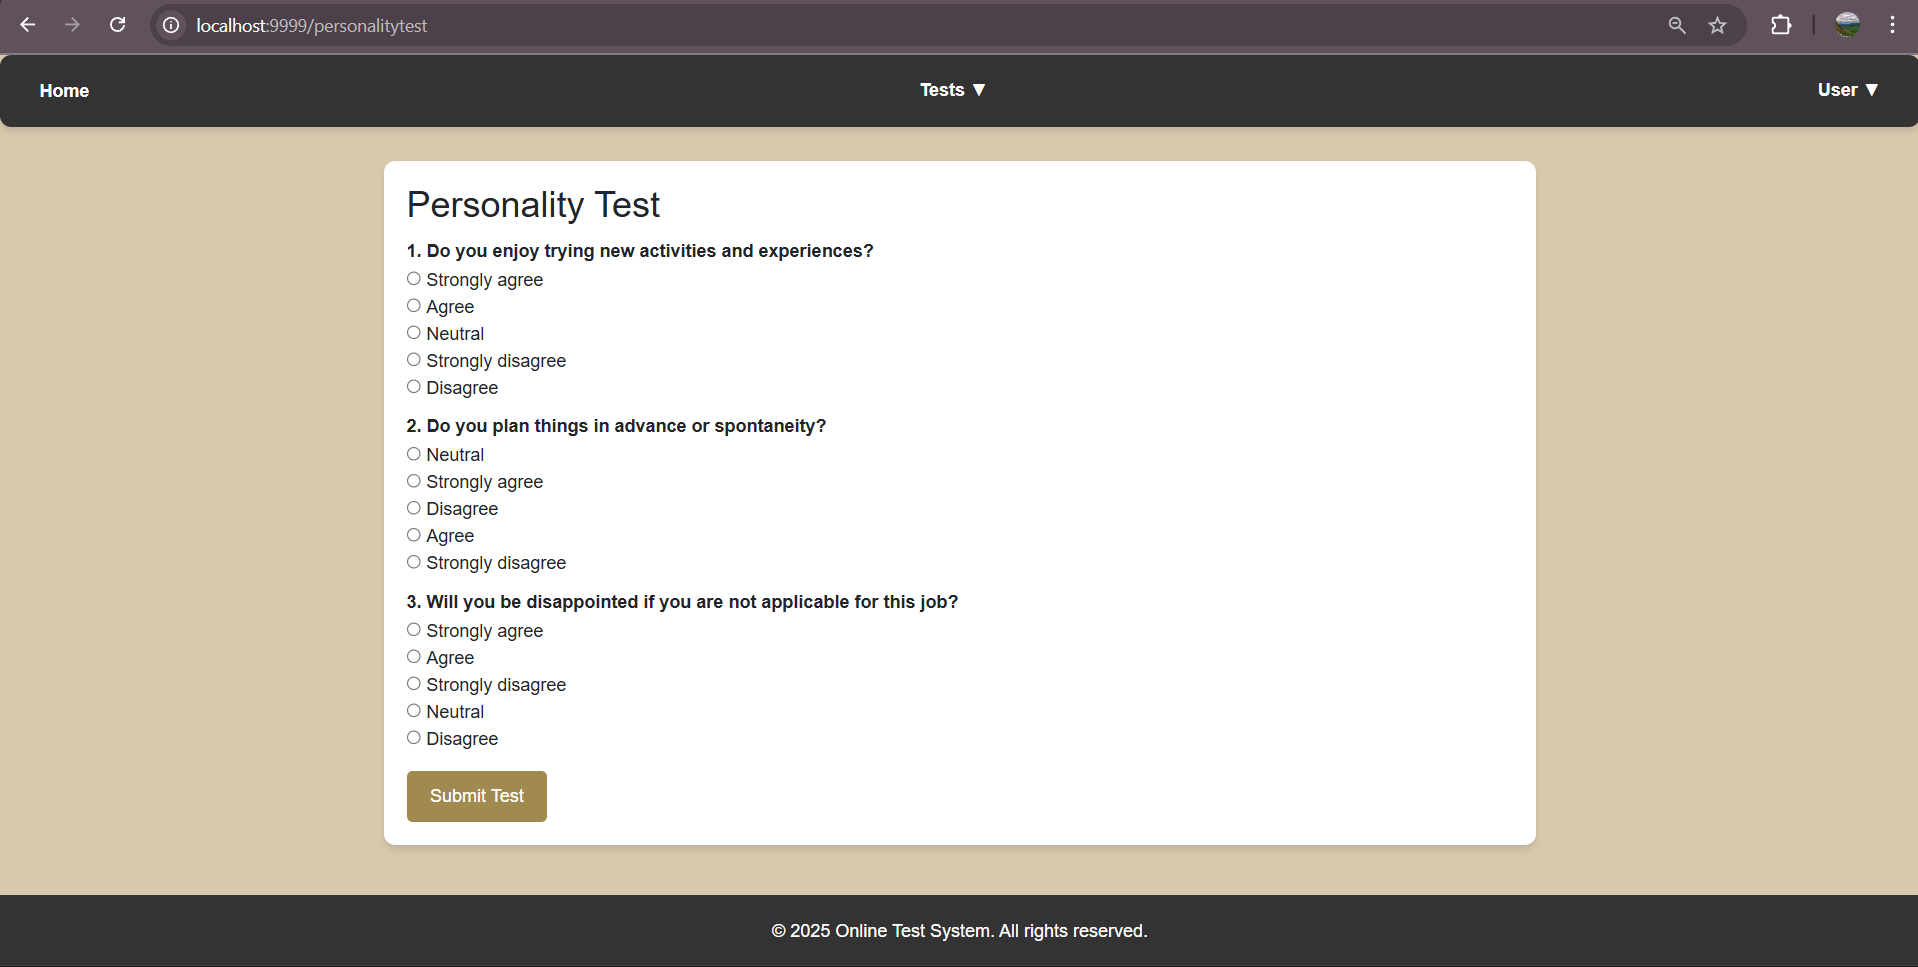 localhost:9999/personalitytest
Home
Tests ▼
User ▼
Personality Test
1. Do you enjoy trying new activities and experiences?
Strongly agree
Agree
Neutral
Strongly disagree
Disagree
2. Do you plan things in advance or spontaneity?
Neutral
Strongly agree
Disagree
Agree
Strongly disagree
3. Will you be disappointed if you are not applicable for this job?
Strongly agree
Agree
Strongly disagree
Neutral
Disagree
Submit Test
© 2025 Online Test System. All rights reserved.